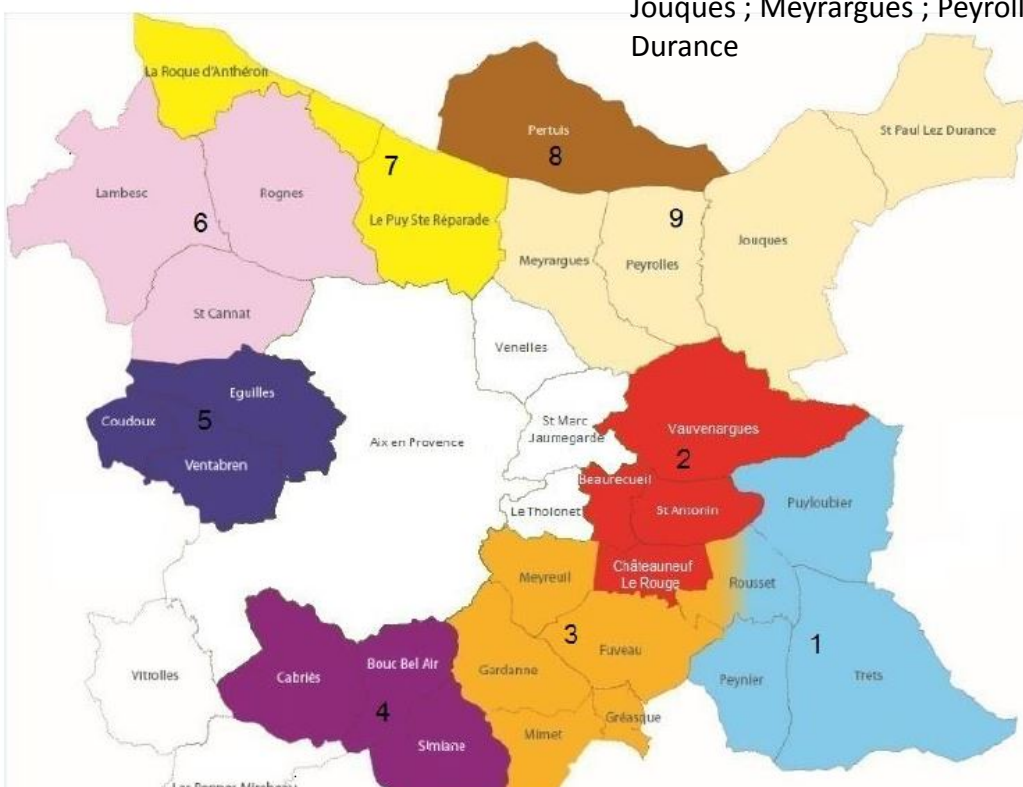 Jouques ; Meyrargues ; Peyroll
Durance
La Roque d'Anthéron
Pertuis
8
St Paul Lez Durance
7
Lambesc
Rognes
6
Le Puy Ste Réparade
9
Meyrargues
Peyrolles
Jouques
St Cannat
Venelles
Eguilles
Coudoux
5
Ventabren
Aix en Provence
St Marc
Jaumegarde
Vauvenargues
2
Beaurecueil
Le Tholonet
St Antonin
Puyloubier
Meyreuil
Châteauneuf
Le Rouge
Rousset
3
Fuveau
1
Vitrolles
Cabriès
Bouc Bel Air
Gardanne
Peynier
Trets
4
Simiane
Mimet
Gréasque